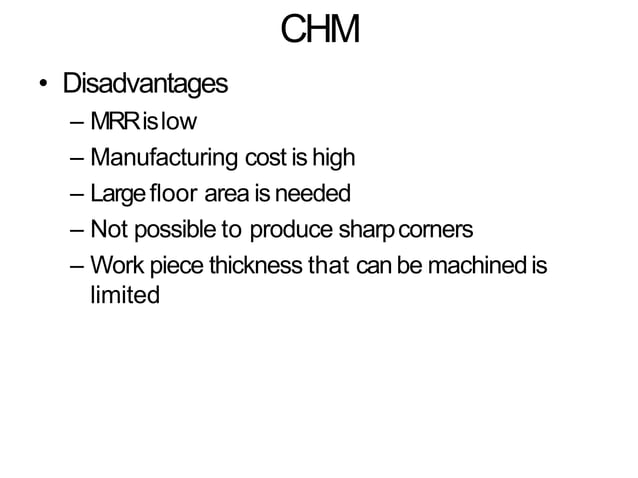 CHM
• Disadvantages
– MRR is low
– Manufacturing cost is high
– Large floor area is needed
– Not possible to produce sharp corners
– Work piece thickness that can be machined is
limited